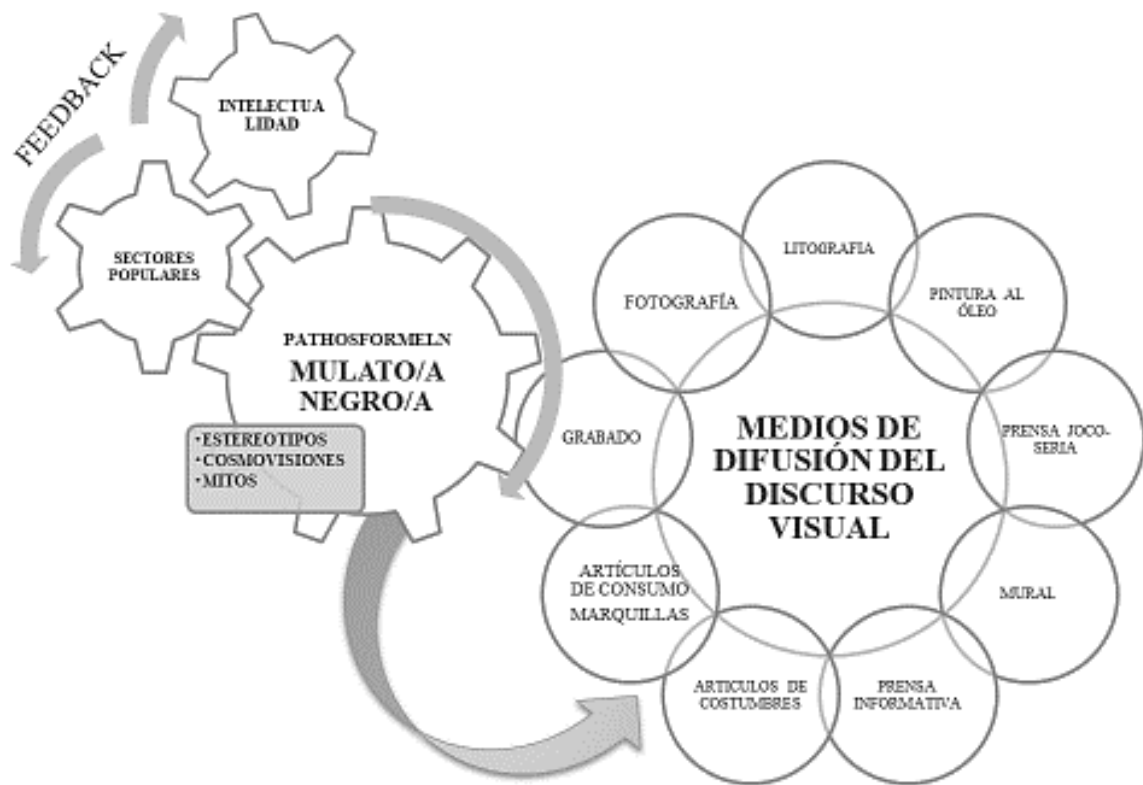 FEEDBACK
INTELECTUA
LIDAD
SECTORES
POPULARES
PATHOSFORMELN
MULATO/A
NEGRO/A
•ESTEREOTIPOS
•COSMOVISIONES
•MITOS
MEDIOS DE
DIFUSIÓN DEL
DISCURSO
VISUAL
LITOGRAFIA
PINTURA AL
ÓLEO
PRENSA JOCO-
SERIA
MURAL
PRENSA
INFORMATIVA
ARTICULOS DE
COSTUMBRES
ARTÍCULOS
DE CONSUMO
MARQUILLAS
GRABADO
FOTOGRAFÍA